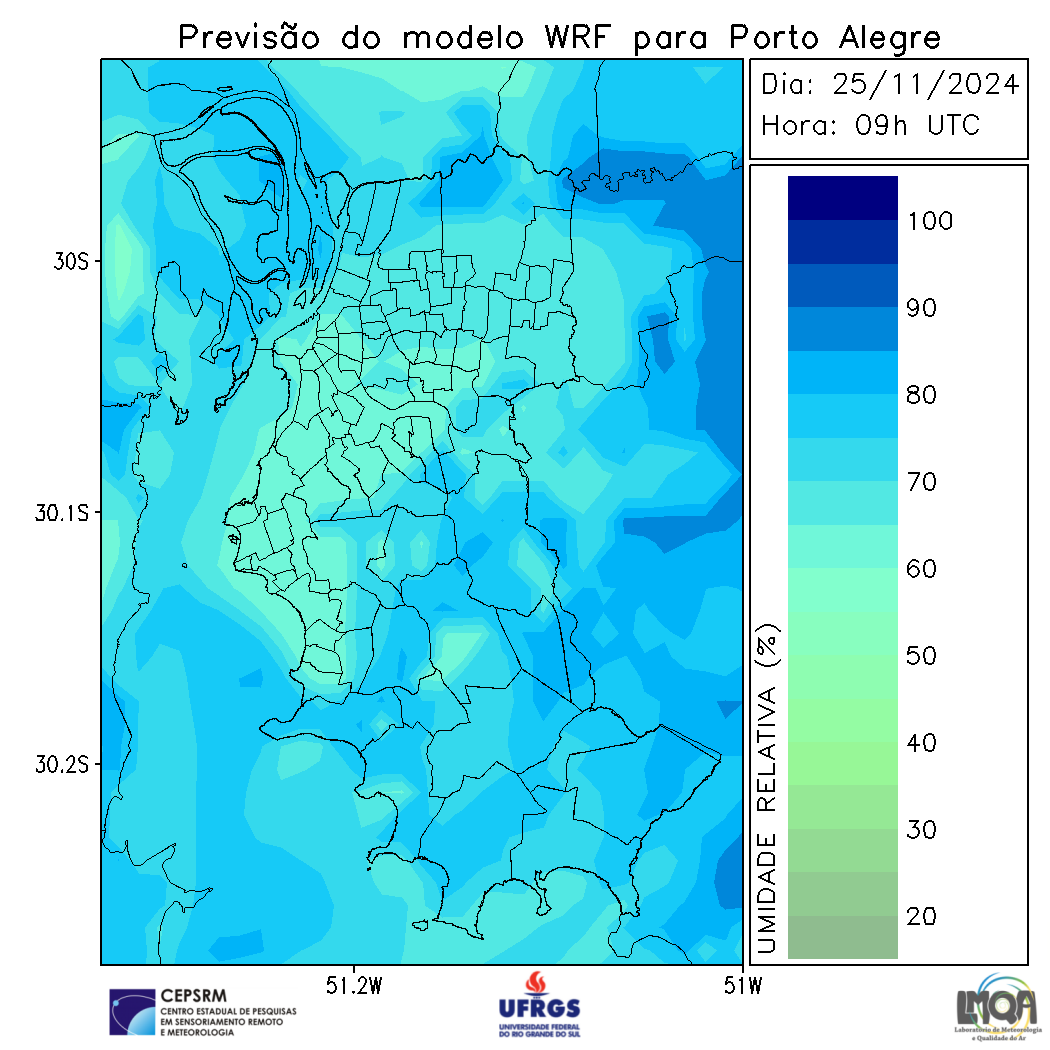 Previsão do modelo WRF para Porto Alegre
Dia: 25/11/2024
Hora: 09h UTC
30S
30.1S
30.2S
51.2W
51W
UMIDADE RELATIVA (%)
100
90
80
70
60
50
40
30
20
CEPSRM
CENTRO ESTADUAL DE PESQUISAS
EM SENSORIAMENTO REMOTO
E METEOROLOGIA
UFRGS
UNIVERSIDADE FEDERAL
DO RIO GRANDE DO SUL
LMQA
Laboratório de Meteorologia
e Qualidade do Ar